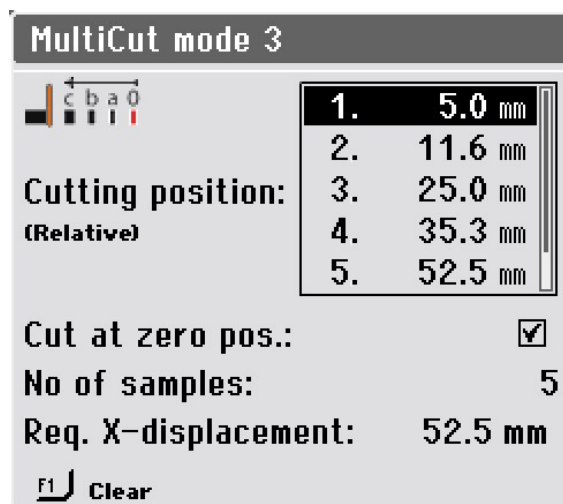 MultiCut mode 3
c b a 0
1. 5.0 mm
2. 11.6 mm
Cutting position: 3. 25.0 mm
(Relative) 4. 35.3 mm
5. 52.5 mm
Cut at zero pos.:
No of samples: 5
Req. X-displacement: 52.5 mm
F1 Clear